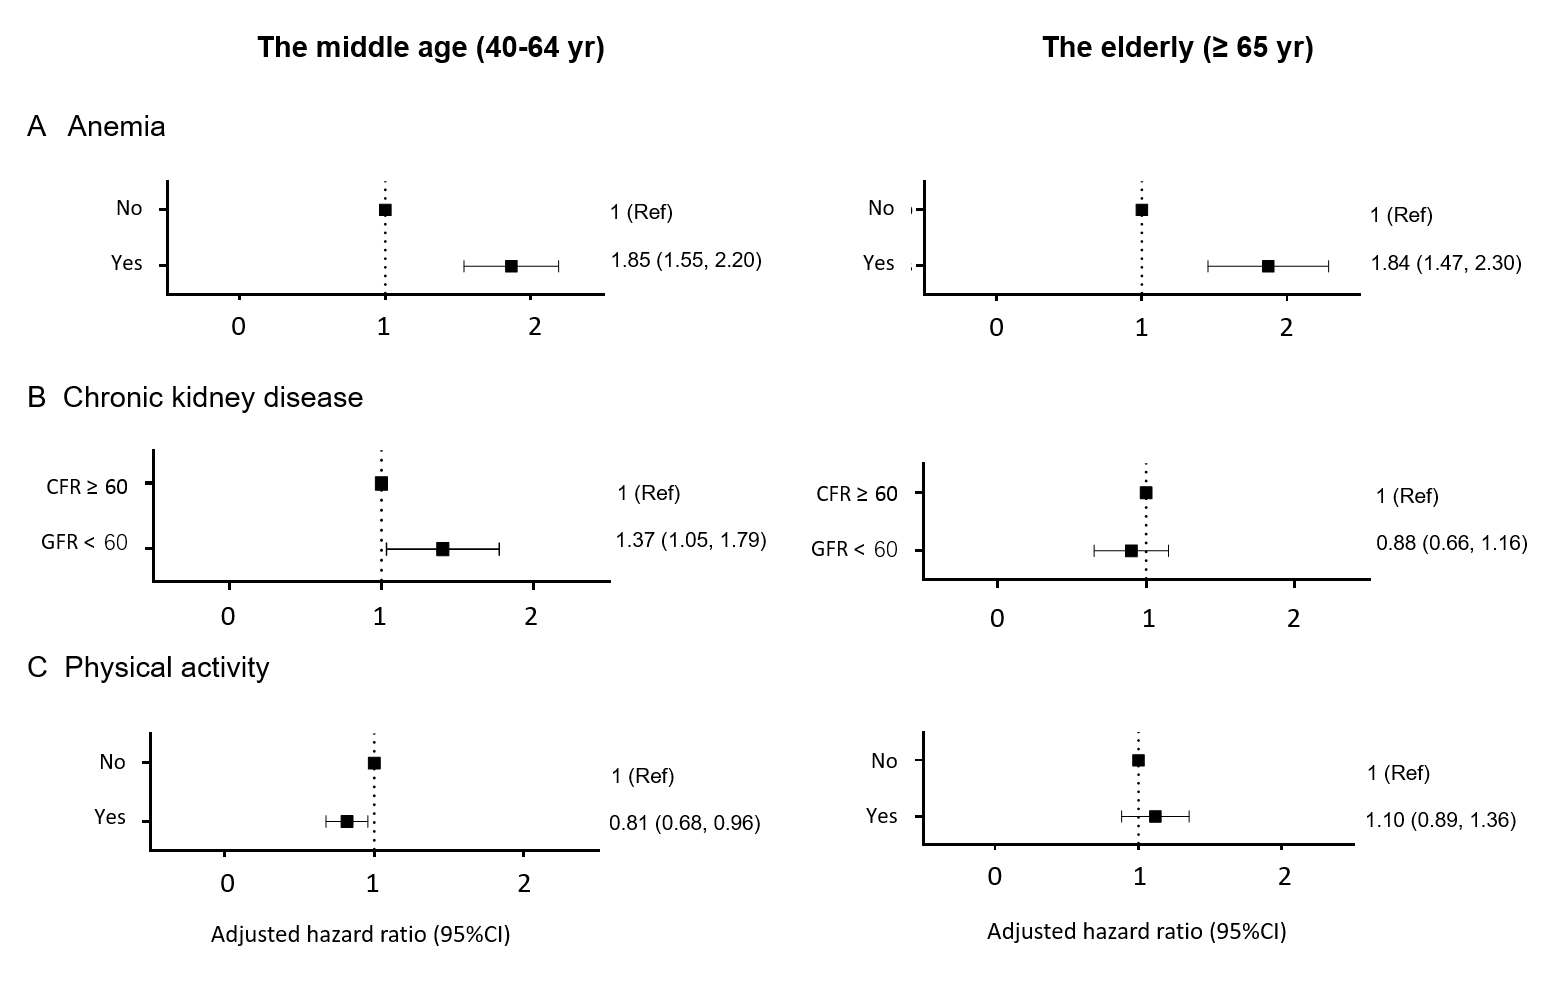 The middle age (40-64 yr)
The elderly (≥ 65 yr)
A Anemia
No
1 (Ref)
Yes
1.85 (1.55, 2.20)
0 1 2
No
1 (Ref)
Yes
1.84 (1.47, 2.30)
0 1 2
B Chronic kidney disease
CFR ≥ 60
1 (Ref)
GFR < 60
1.37 (1.05, 1.79)
0 1 2
CFR ≥ 60
1 (Ref)
GFR < 60
0.88 (0.66, 1.16)
0 1 2
C Physical activity
No
1 (Ref)
Yes
0.81 (0.68, 0.96)
0 1 2
Adjusted hazard ratio (95%CI)
No
1 (Ref)
Yes
1.10 (0.89, 1.36)
0 1 2
Adjusted hazard ratio (95%CI)